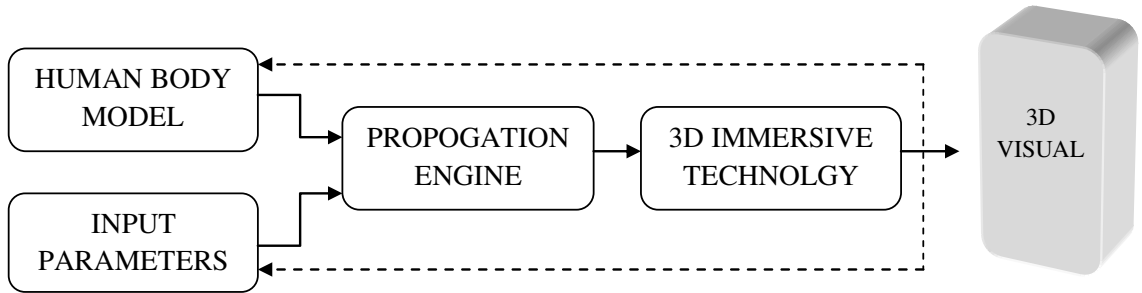 HUMAN BODY
MODEL
PROPOGATION
ENGINE
3D IMMERSIVE
TECHNOLGY
3D
VISUAL
INPUT
PARAMETERS